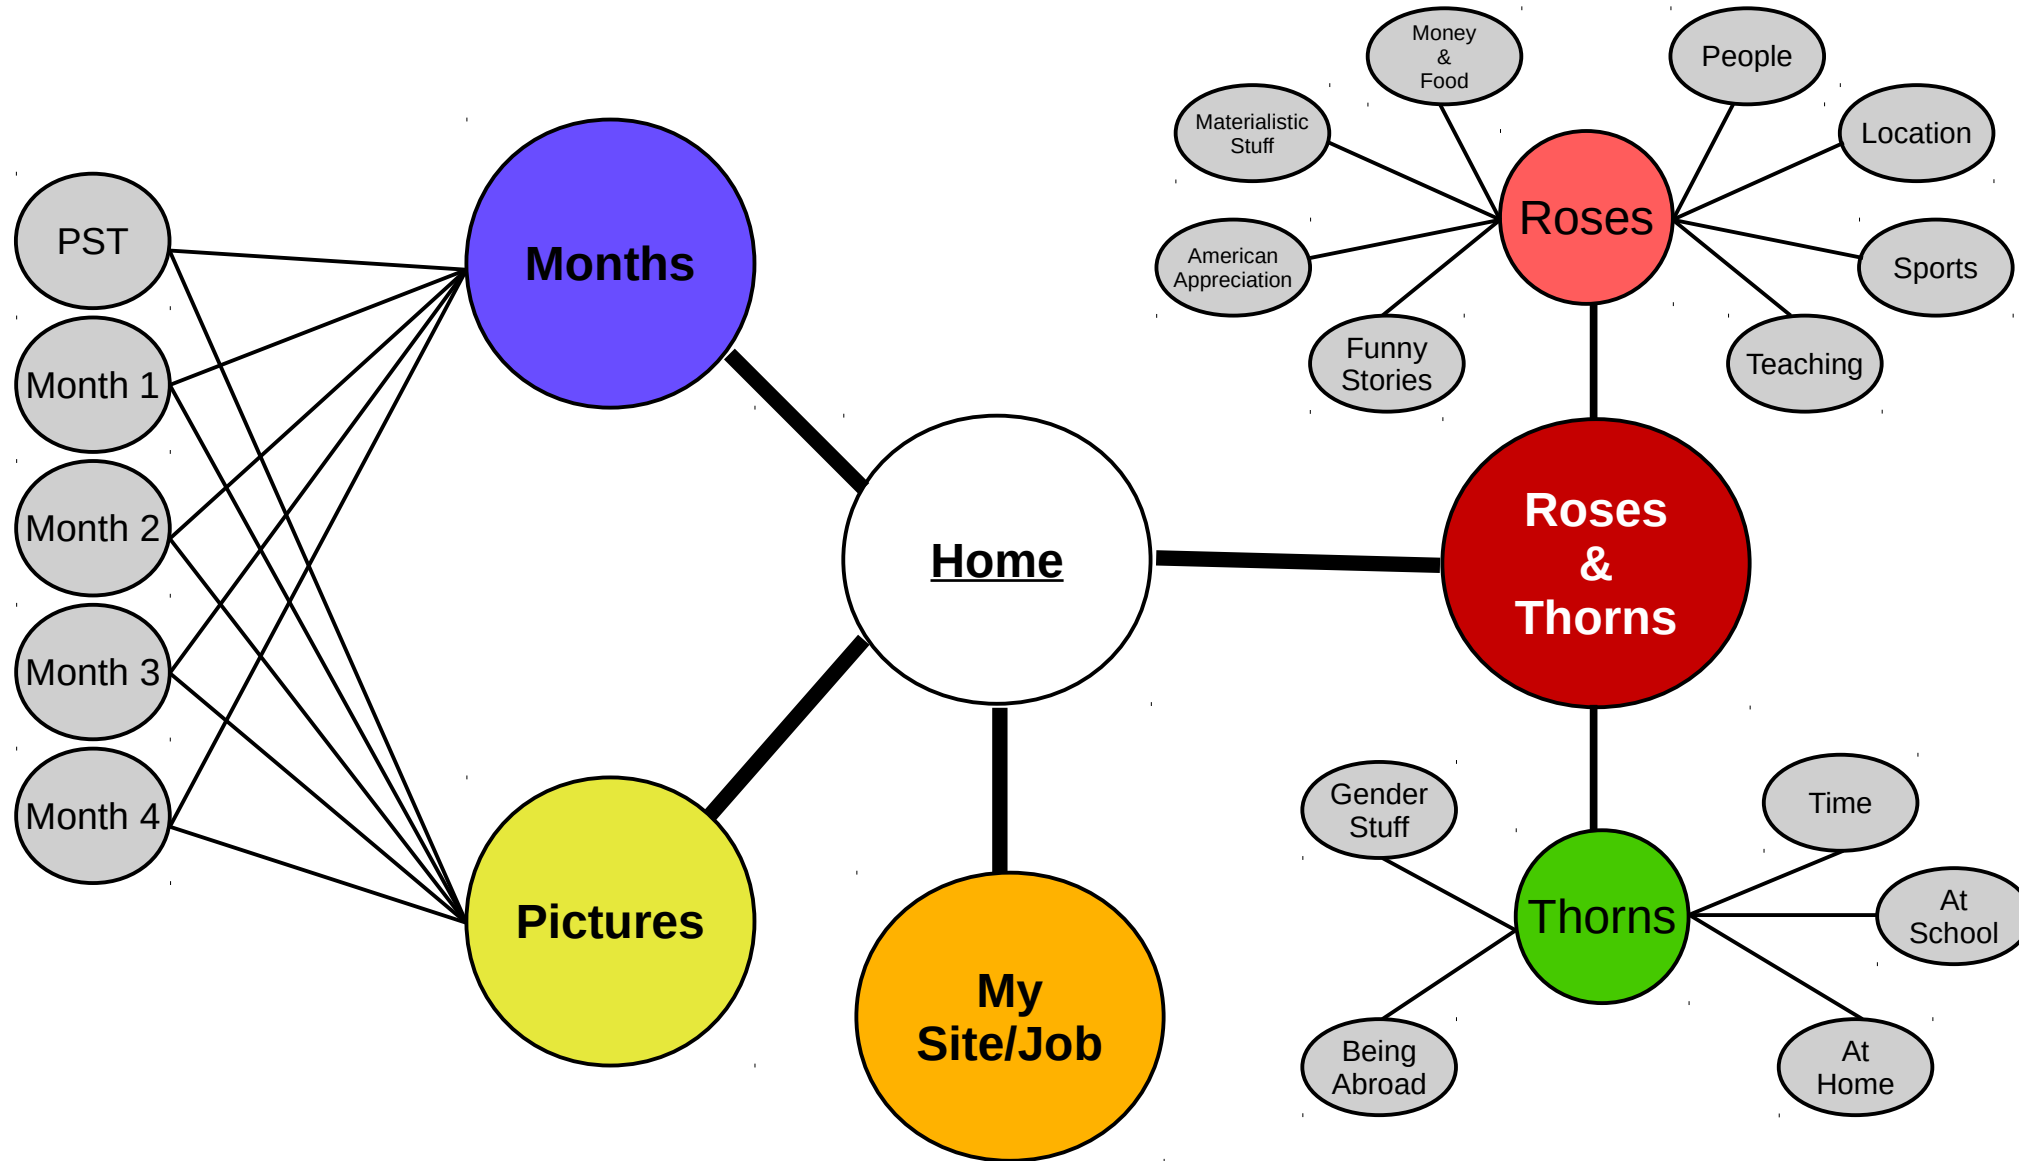 PST
Month 1
Month 2
Month 3
Month 4
Months
Pictures
Home
My
Site/Job
Roses
&
Thorns
Roses
Money
&
Food
People
Materialistic
Stuff
Location
American
Appreciation
Sports
Funny
Stories
Teaching
Thorns
Gender
Stuff
Time
At
School
Being
Abroad
At
Home